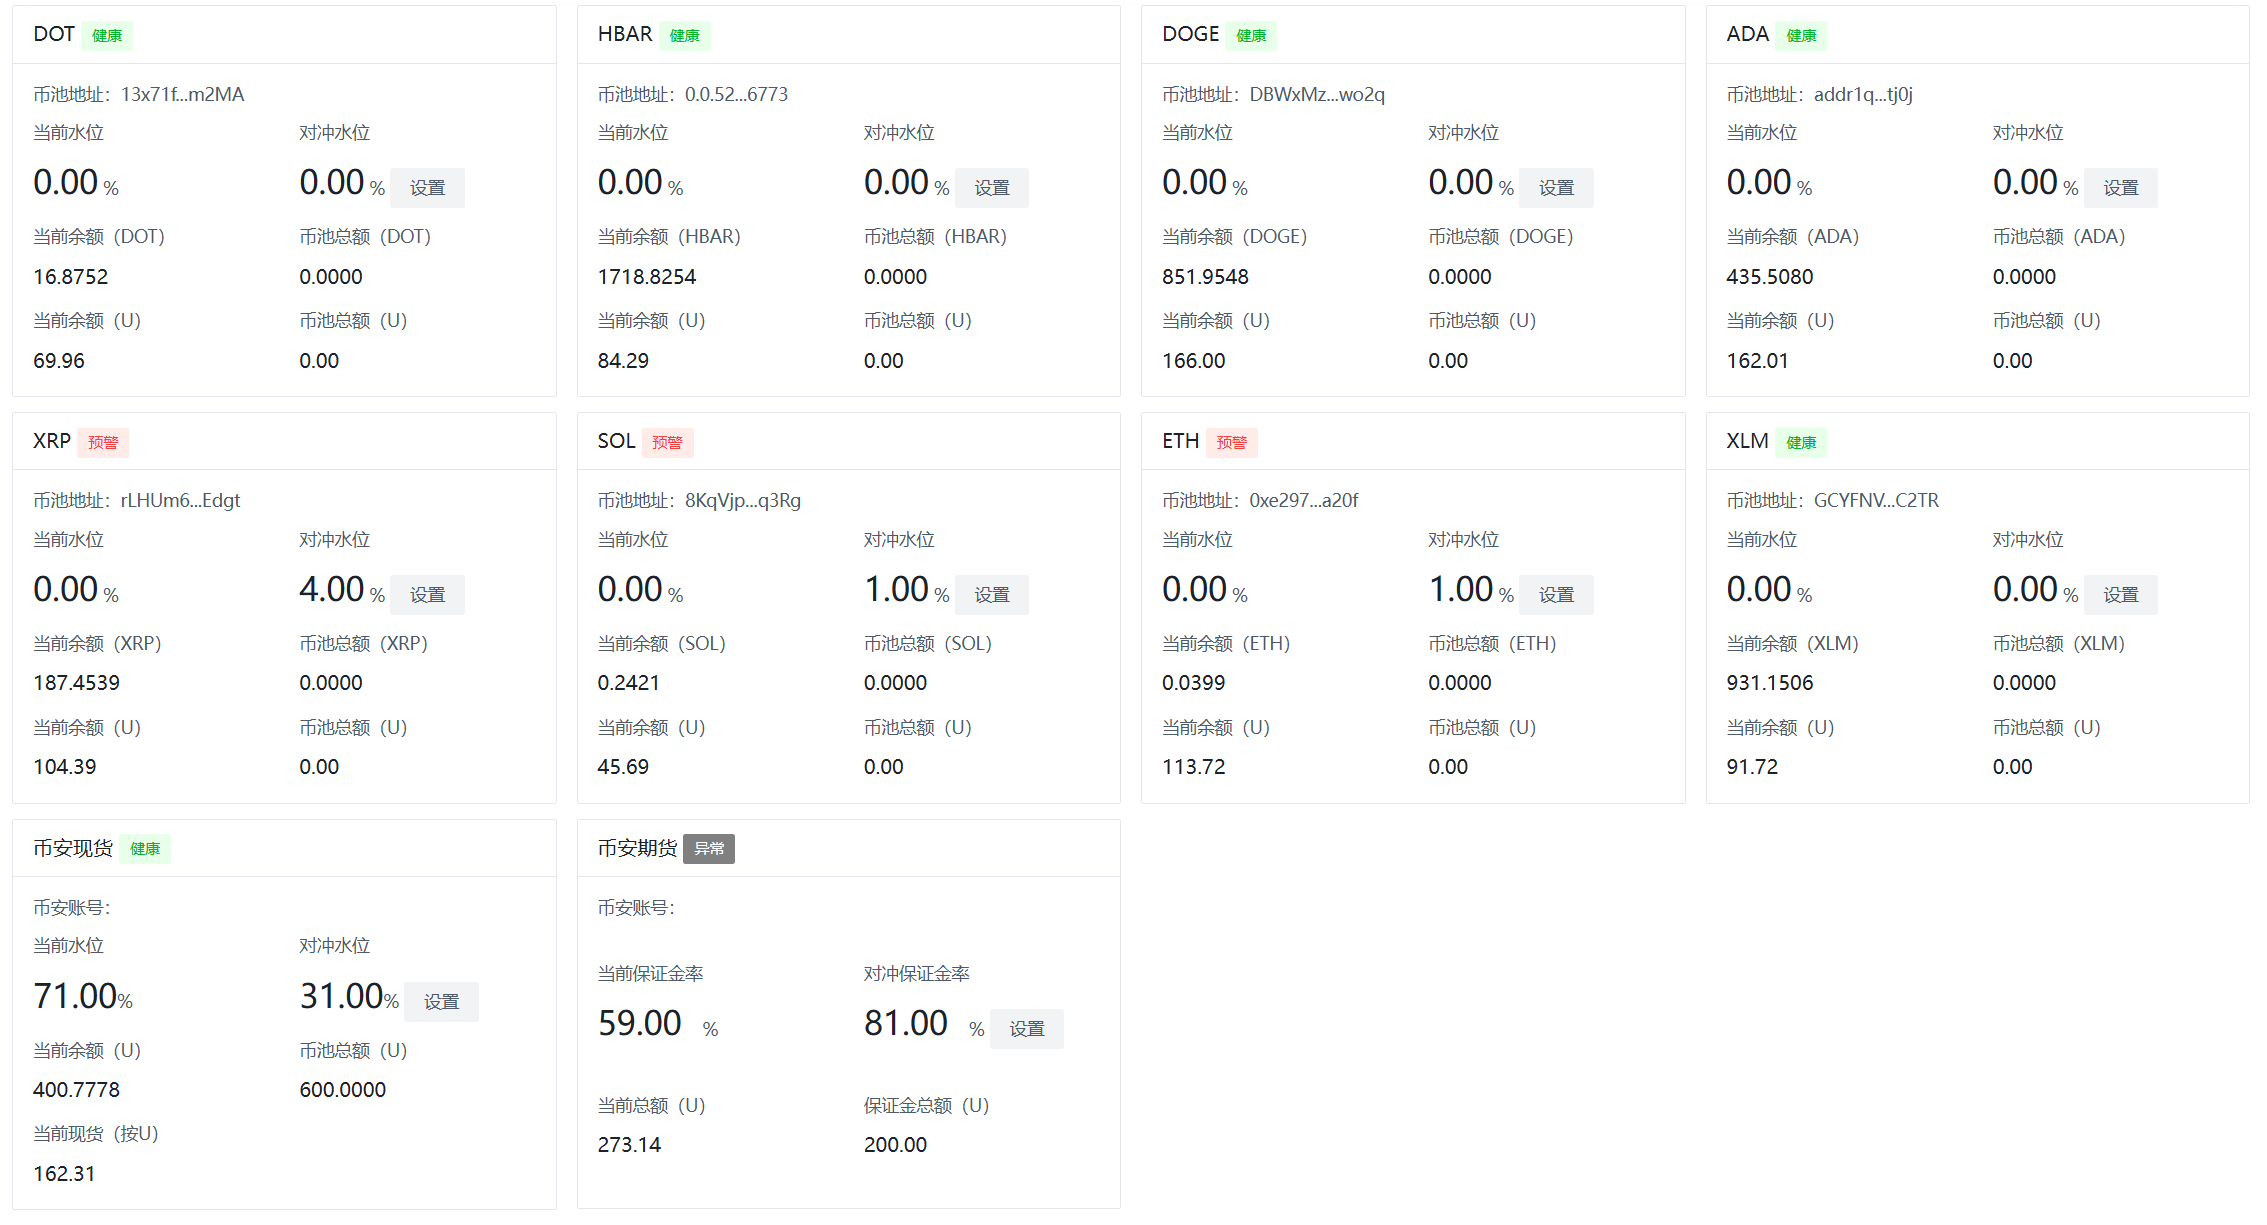 DOT 健康
币池地址：13x71f...m2MA
当前水位 对冲水位
0.00 % 0.00 % 设置
当前余额（DOT） 币池总额（DOT）
16.8752 0.0000
当前余额（U） 币池总额（U）
69.96 0.00
HBAR 健康
币池地址：0.0.52...6773
当前水位 对冲水位
0.00 % 0.00 % 设置
当前余额（HBAR） 币池总额（HBAR）
1718.8254 0.0000
当前余额（U） 币池总额（U）
84.29 0.00
DOGE 健康
币池地址：DBWxMz...wo2q
当前水位 对冲水位
0.00 % 0.00 % 设置
当前余额（DOGE） 币池总额（DOGE）
851.9548 0.0000
当前余额（U） 币池总额（U）
166.00 0.00
ADA 健康
币池地址：addr1q...tj0j
当前水位 对冲水位
0.00 % 0.00 % 设置
当前余额（ADA） 币池总额（ADA）
435.5080 0.0000
当前余额（U） 币池总额（U）
162.01 0.00
XRP 预警
币池地址：rLHUm6...Edgt
当前水位 对冲水位
0.00 % 4.00 % 设置
当前余额（XRP） 币池总额（XRP）
187.4539 0.0000
当前余额（U） 币池总额（U）
104.39 0.00
SOL 预警
币池地址：8KqVjp...q3Rg
当前水位 对冲水位
0.00 % 1.00 % 设置
当前余额（SOL） 币池总额（SOL）
0.2421 0.0000
当前余额（U） 币池总额（U）
45.69 0.00
ETH 预警
币池地址：0xe297...a20f
当前水位 对冲水位
0.00 % 1.00 % 设置
当前余额（ETH） 币池总额（ETH）
0.0399 0.0000
当前余额（U） 币池总额（U）
113.72 0.00
XLM 健康
币池地址：GCYFNV...C2TR
当前水位 对冲水位
0.00 % 0.00 % 设置
当前余额（XLM） 币池总额（XLM）
931.1506 0.0000
当前余额（U） 币池总额（U）
91.72 0.00
币安现货 健康
币安账号：
当前水位 对冲水位
71.00% 31.00% 设置
当前余额（U） 币池总额（U）
400.7778 600.0000
当前现货（按U）
162.31
币安期货 异常
币安账号：
当前保证金率 对冲保证金率
59.00 % 81.00 % 设置
当前总额（U） 保证金总额（U）
273.14 200.00